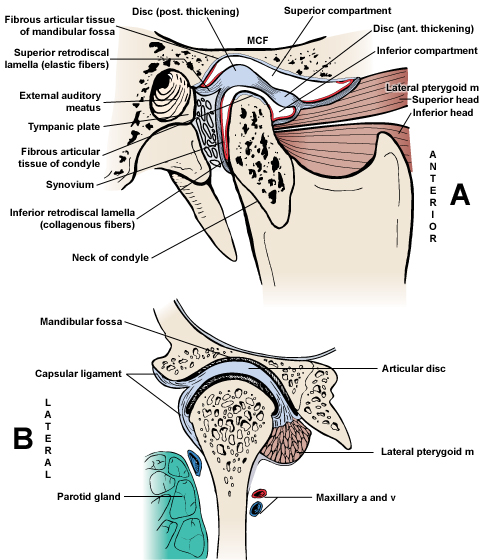 Fibrous articular tissue
of mandibular fossa
Disc (post. thickening)
Superior compartment
MCF
Disc (ant. thickening)
Superior retrodiscal
lamella (elastic fibers)
Inferior compartment
External auditory
meatus
Lateral pterygoid m
Superior head
Inferior head
Tympanic plate
Fibrous articular
tissue of condyle
Synovium
Inferior retrodiscal lamella
(collagenous fibers)
Neck of condyle
ANTERIOR
A
Mandibular fossa
Capsular ligament
Articular disc
B
LATERAL
Lateral pterygoid m
Parotid gland
Maxillary a and v